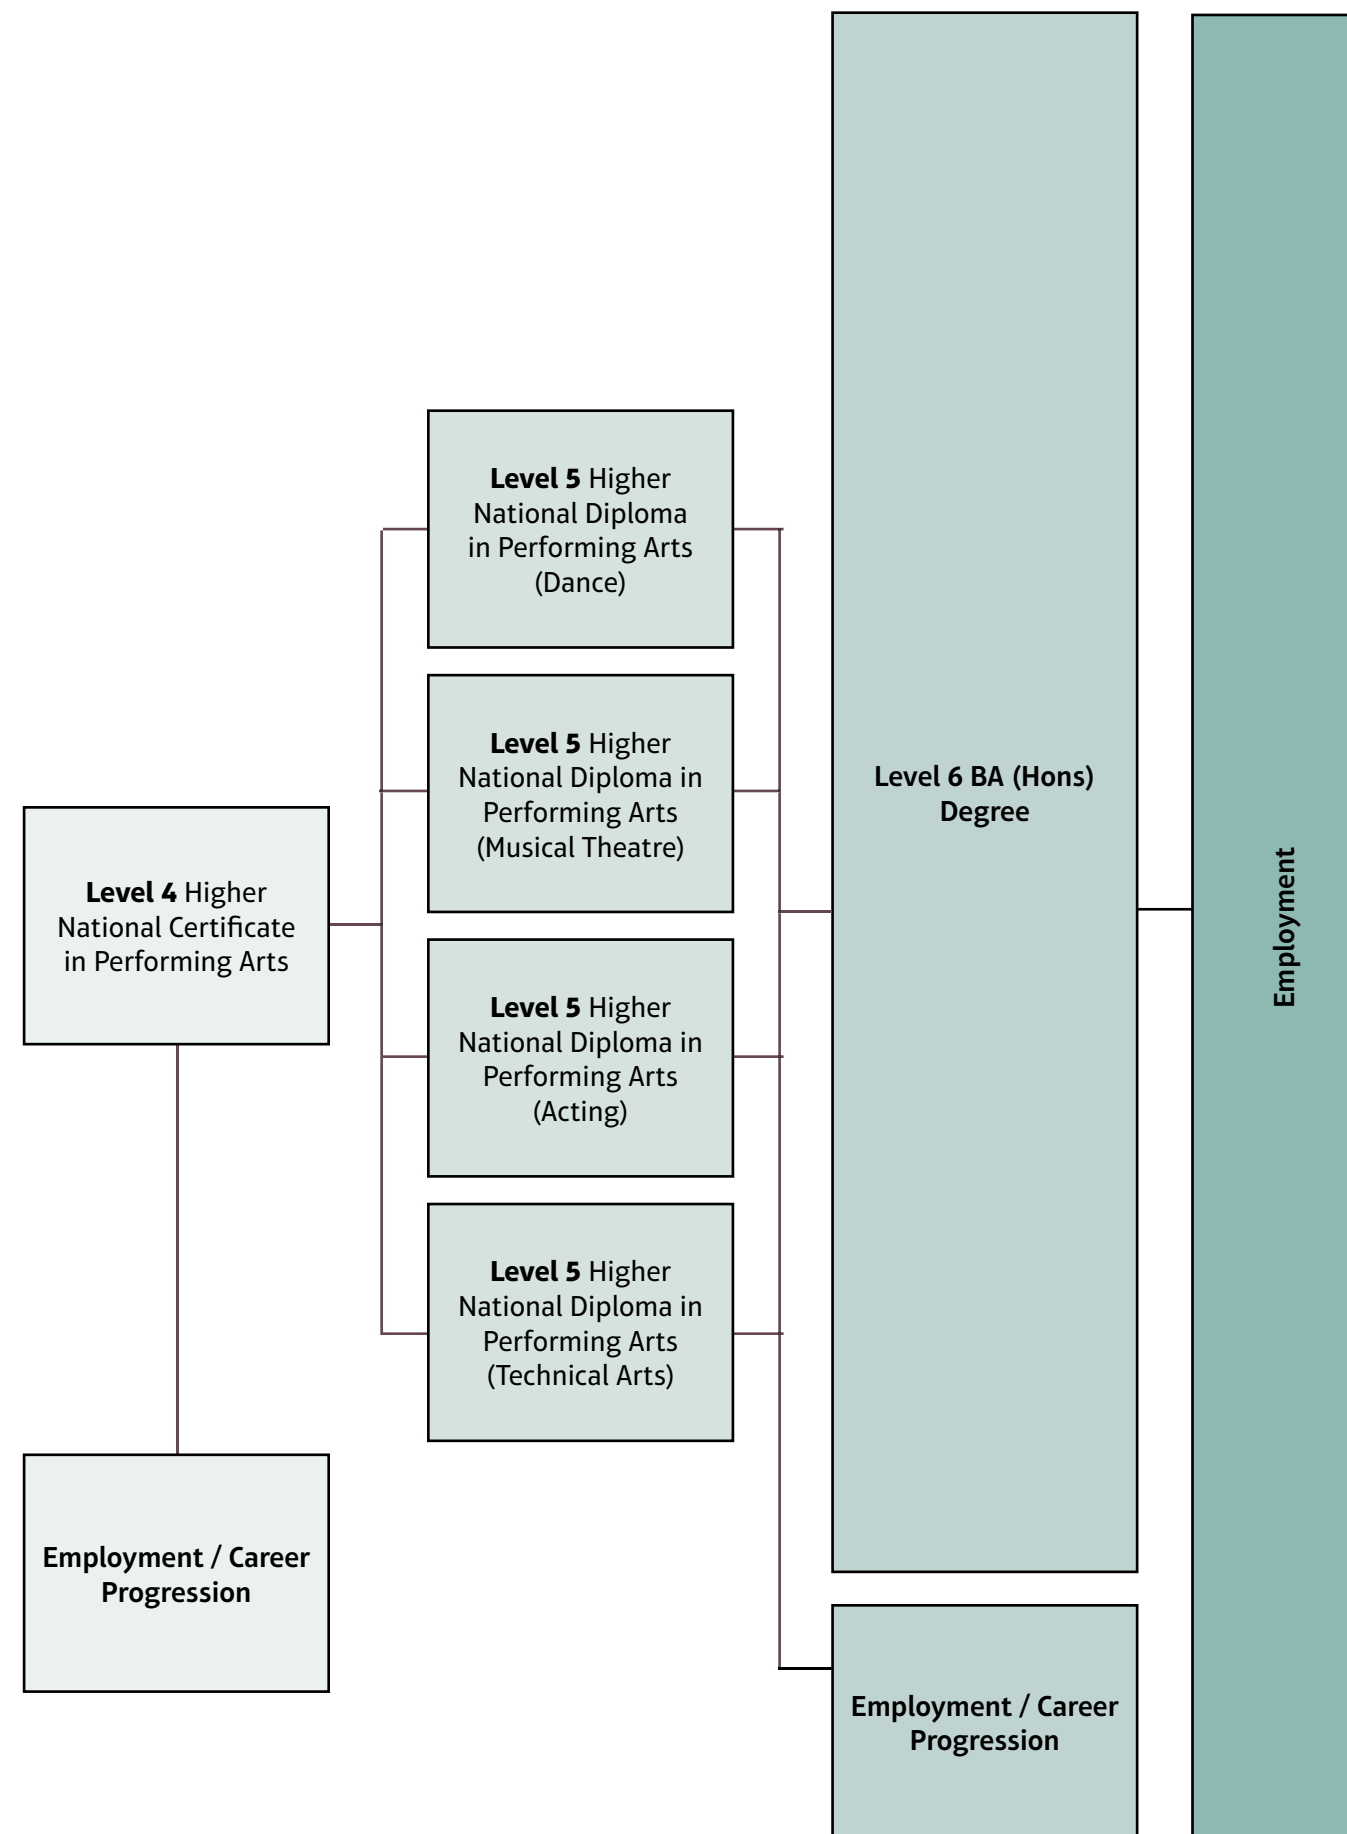 Level 4 Higher
National Certificate
in Performing Arts
Employment / Career
Progression
Level 5 Higher
National Diploma
in Performing Arts
(Dance)
Level 5 Higher
National Diploma in
Performing Arts
(Musical Theatre)
Level 5 Higher
National Diploma in
Performing Arts
(Acting)
Level 5 Higher
National Diploma in
Performing Arts
(Technical Arts)
Level 6 BA (Hons)
Degree
Employment / Career
Progression
Employment